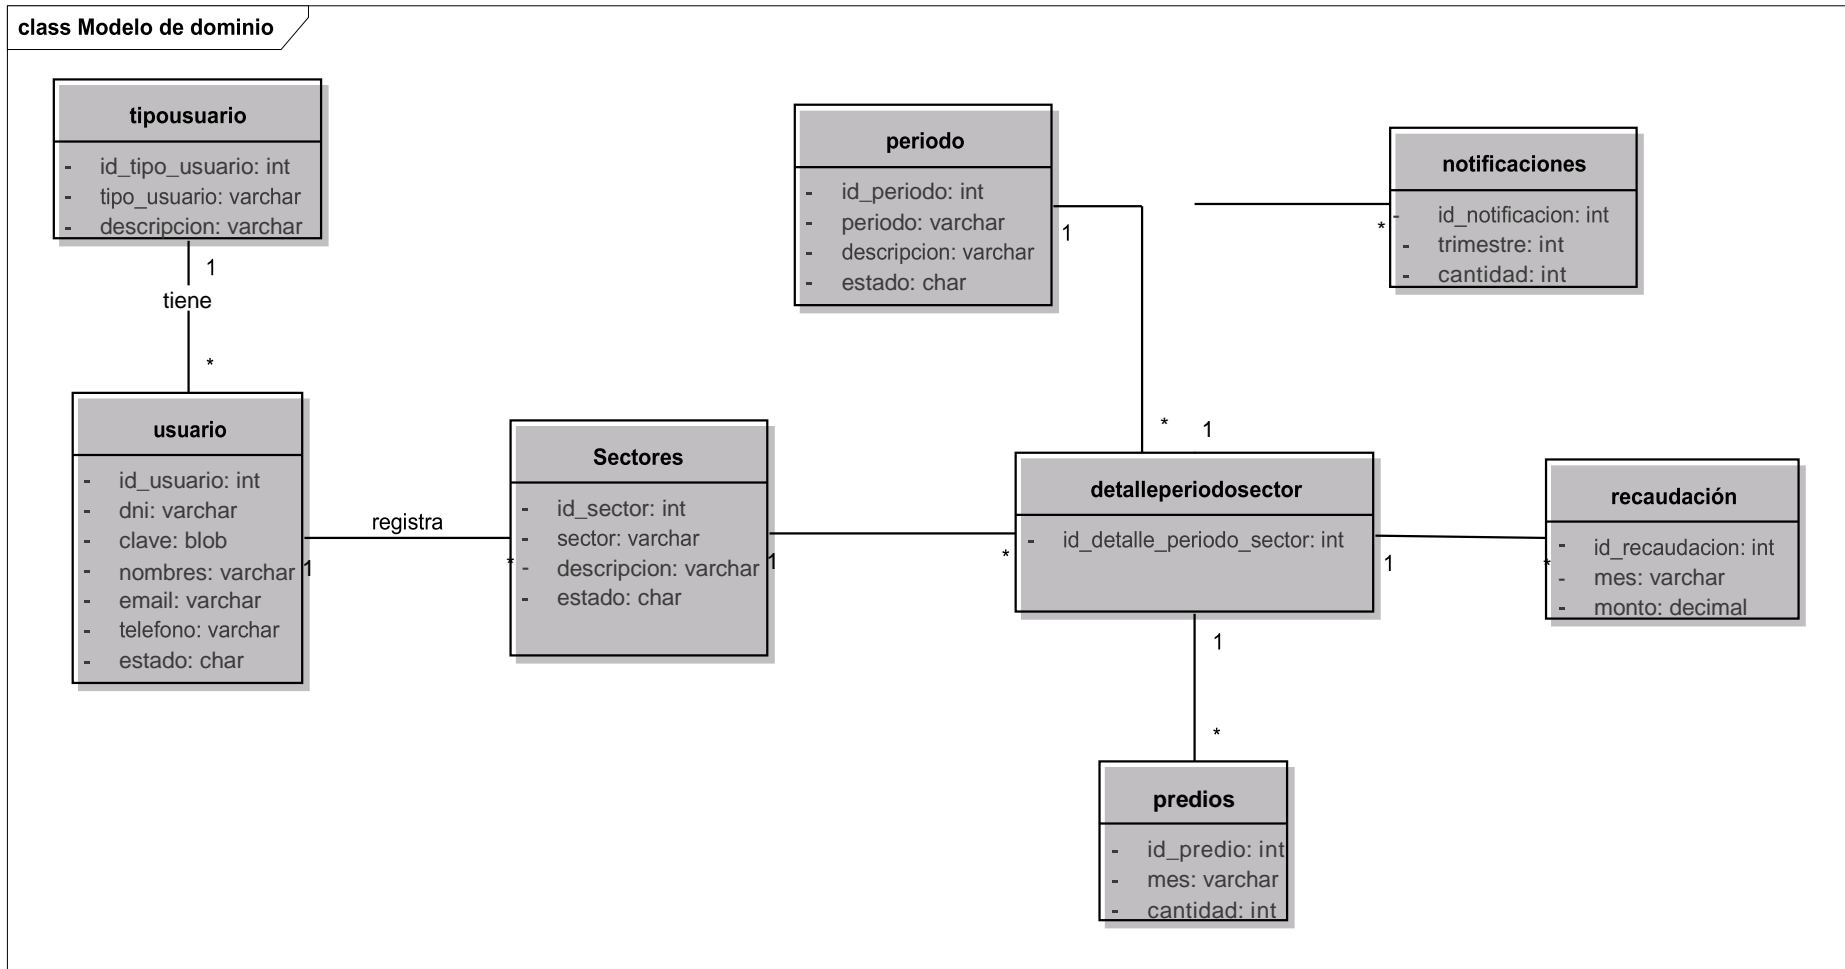 class Modelo de dominio
tipousuario
- id_tipo_usuario: int
- tipo_usuario: varchar
- descripcion: varchar
1
tiene
*
usuario
- id_usuario: int
- dni: varchar
- clave: blob
- nombres: varchar
- email: varchar
- telefono: varchar
- estado: char
1
registra
*
Sectores
- id_sector: int
- sector: varchar
- descripcion: varchar
- estado: char
1
*
periodo
- id_periodo: int
- periodo: varchar
- descripcion: varchar
- estado: char
1
*
notificaciones
- id_notificacion: int
- trimestre: int
- cantidad: int
*
1
detalleperiodosector
- id_detalle_periodo_sector: int
1
*
recaudación
- id_recaudacion: int
- mes: varchar
- monto: decimal
1
*
predios
- id_predio: int
- mes: varchar
- cantidad: int